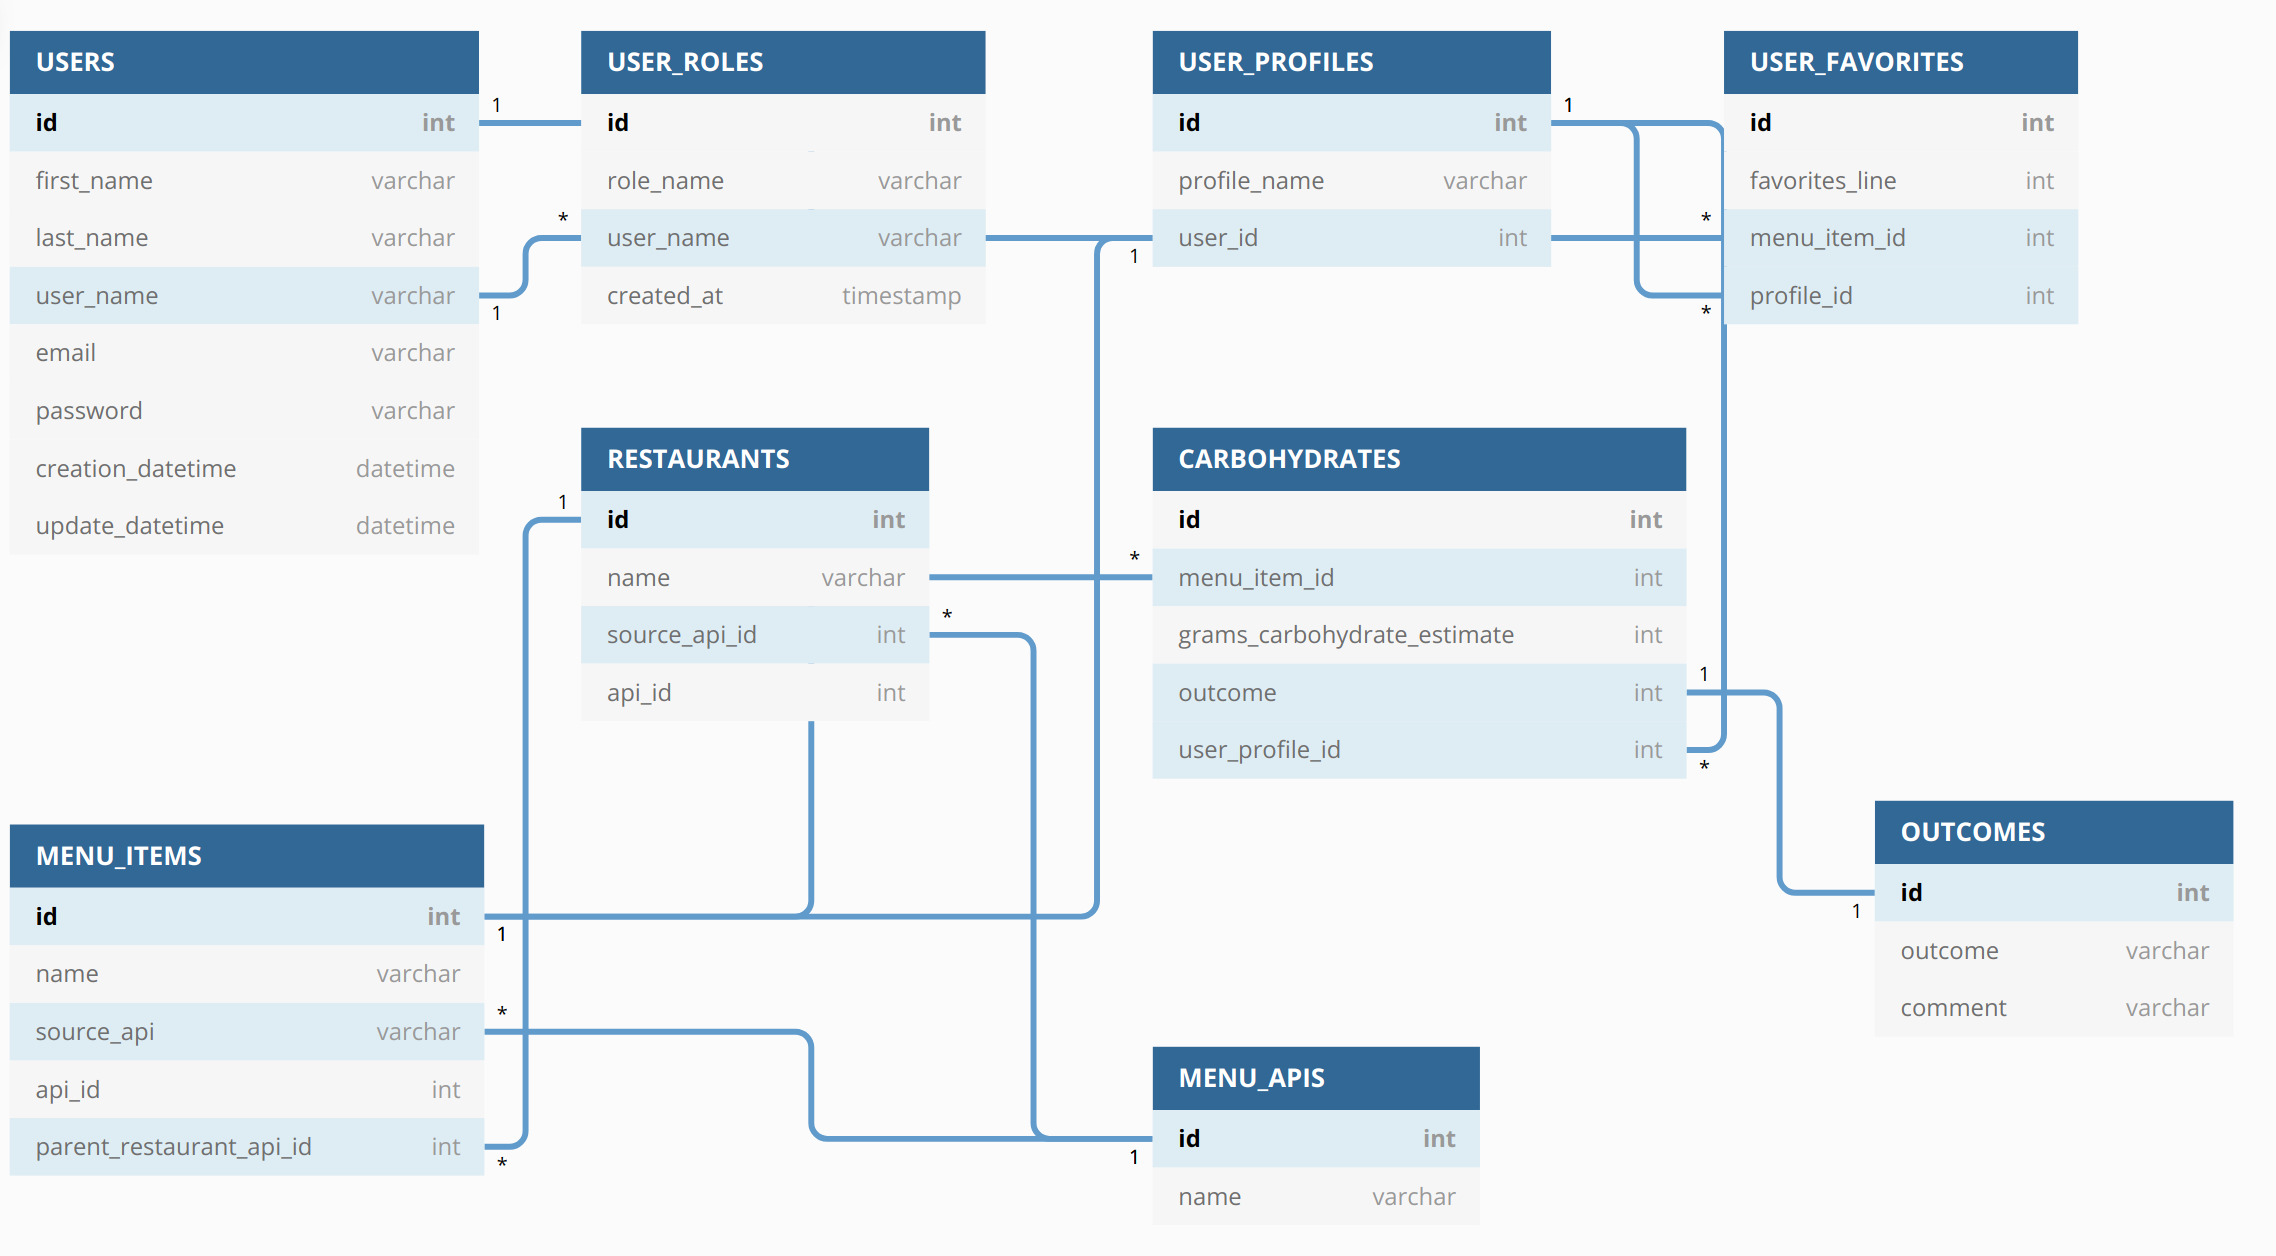 USERS
id int
first_name varchar
last_name varchar
user_name varchar
email varchar
password varchar
creation_datetime datetime
update_datetime datetime
1
1
USER_ROLES
id int
role_name varchar
user_name varchar
created_at timestamp
*
USER_PROFILES
id int
profile_name varchar
user_id int
1
1
USER_FAVORITES
id int
favorites_line int
menu_item_id int
profile_id int
*
*
RESTAURANTS
id int
name varchar
source_api_id int
api_id int
1
*
CARBOHYDRATES
id int
menu_item_id int
grams_carbohydrate_estimate int
outcome int
user_profile_id int
*
1
*
MENU_ITEMS
id int
name varchar
source_api varchar
api_id int
parent_restaurant_api_id int
1
*
*
MENU_APIS
id int
name varchar
1
OUTCOMES
id int
outcome varchar
comment varchar
1